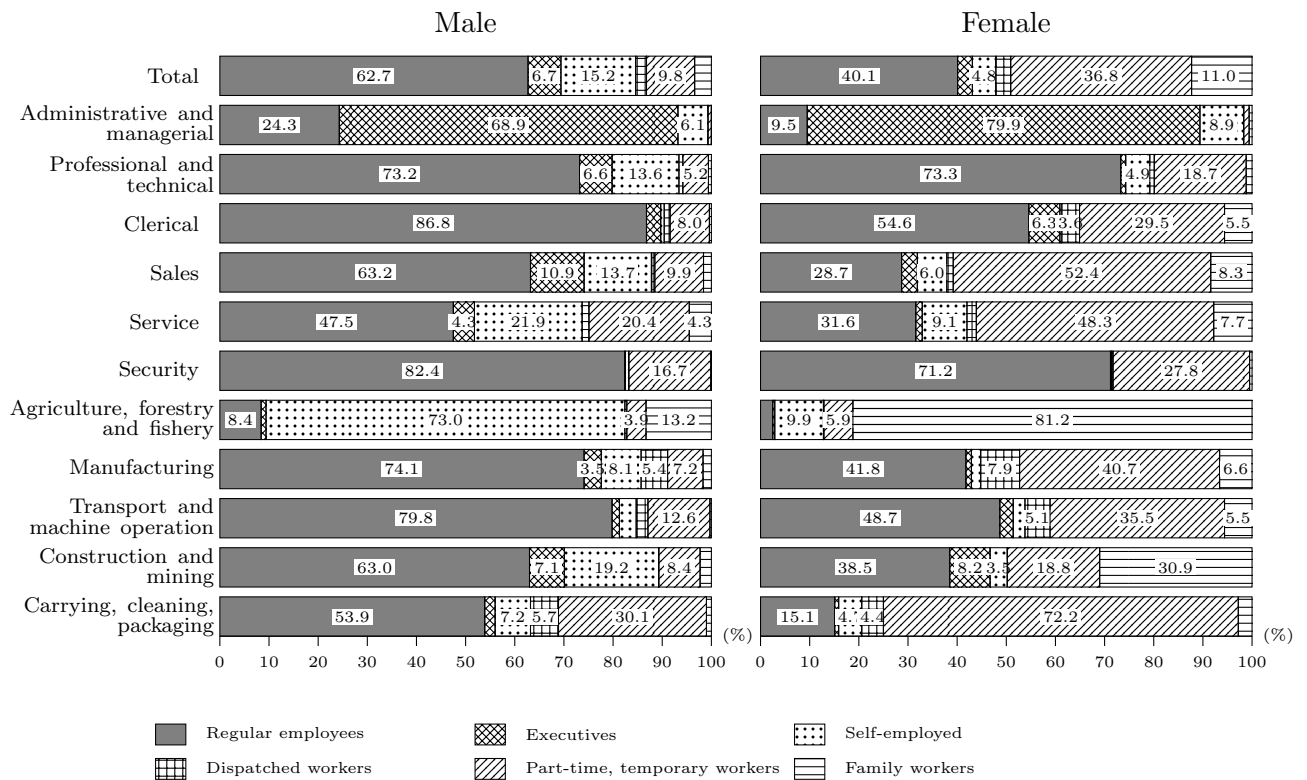 Male Female
Total 62.7 6.7 15.2 9.8 40.1 4.8 36.8 11.0
Administrative and
managerial 24.3 68.9 6.1 9.5 79.9 8.9
Professional and
technical 73.2 6.6 13.6 5.2 73.3 4.9 18.7
Clerical 86.8 8.0 54.6 6.3 3.6 29.5 5.5
Sales 63.2 10.9 13.7 9.9 28.7 6.0 52.4 8.3
Service 47.5 4.3 21.9 20.4 4.3 31.6 9.1 48.3 7.7
Security 82.4 16.7 71.2 27.8
Agriculture, forestry
and fishery 8.4 73.0 3.9 13.2 9.9 5.9 81.2
Manufacturing 74.1 3.5 8.1 5.4 7.2 41.8 7.9 40.7 6.6
Transport and
machine operation 79.8 12.6 48.7 5.1 35.5 5.5
Construction and
mining 63.0 7.1 19.2 8.4 38.5 8.2 3.5 18.8 30.9
Carrying, cleaning,
packaging 53.9 7.2 5.7 30.1 15.1 4.4 72.2
(%) (%)
0 10 20 30 40 50 60 70 80 90 100 0 10 20 30 40 50 60 70 80 90 100
Regular employees Executives Self-employed
Dispatched workers Part-time, temporary workers Family workers